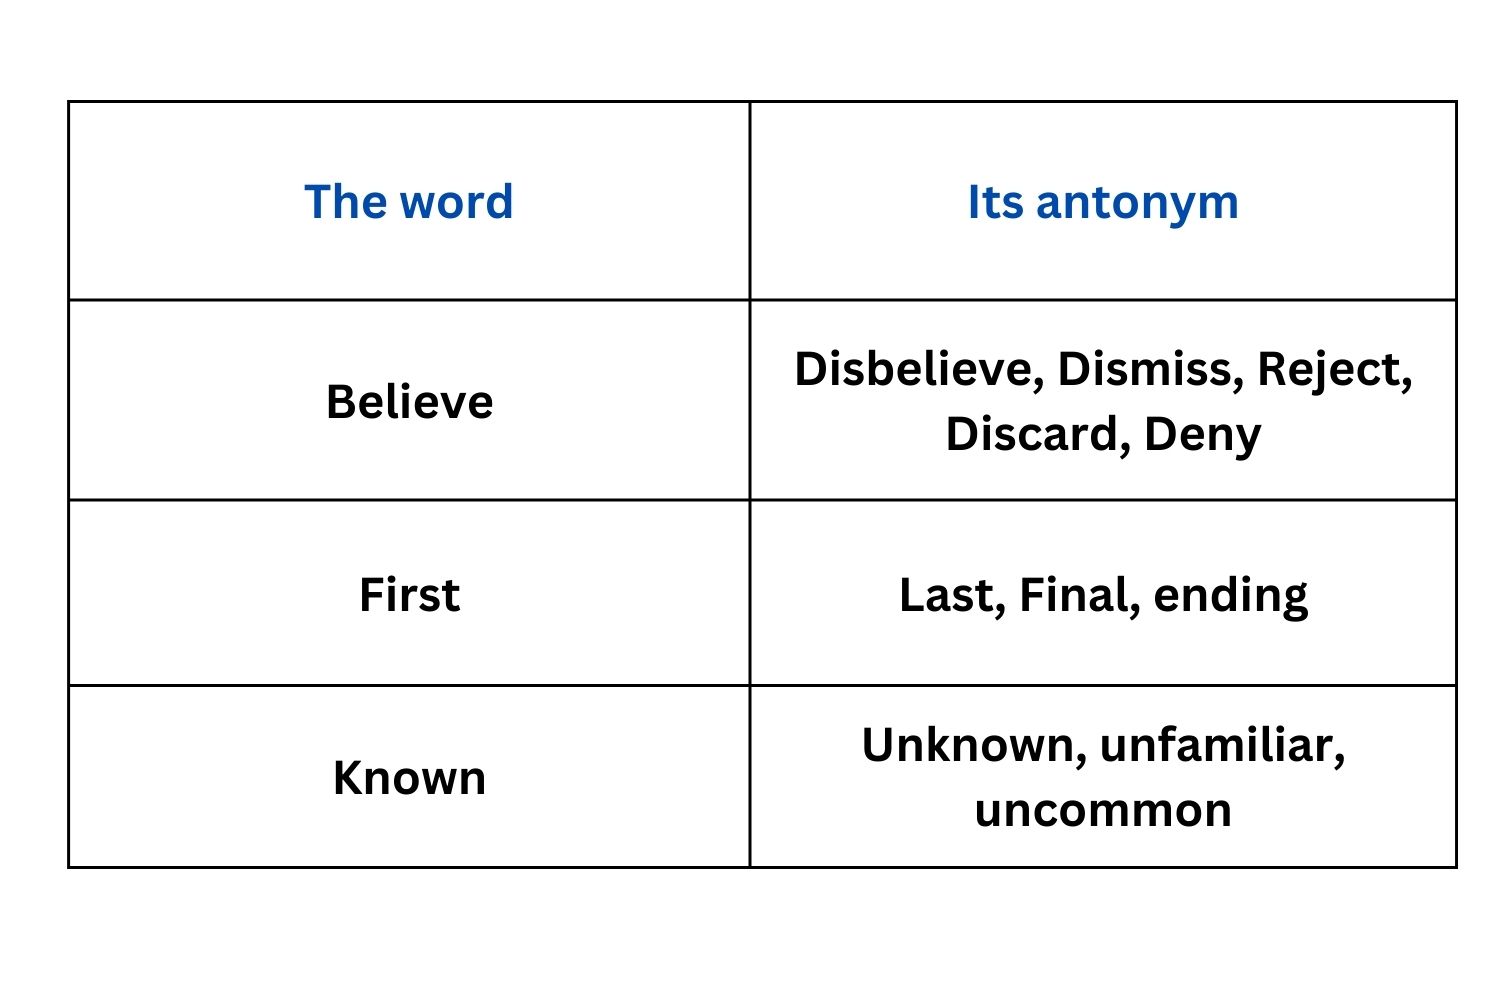 The word
Its antonym
Believe
Disbelieve, Dismiss, Reject,
Discard, Deny
First
Last, Final, ending
Known
Unknown, unfamiliar,
uncommon